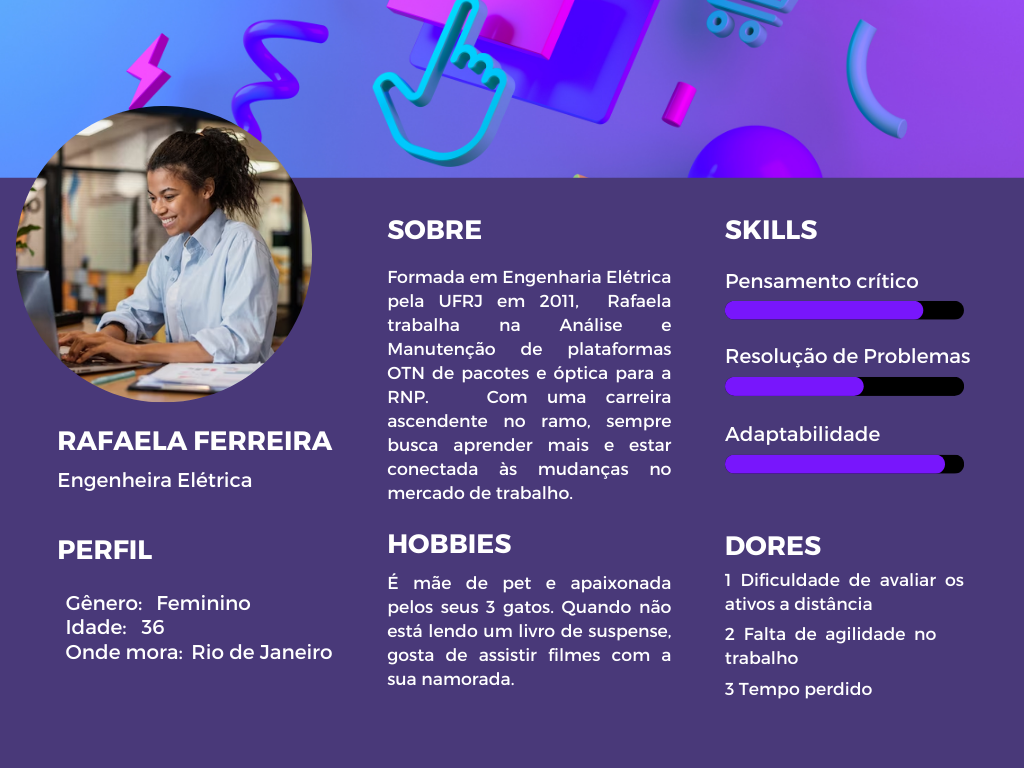 RAFAELA FERREIRA
Engenheira Elétrica
PERFIL
Gênero: Feminino
Idade: 36
Onde mora: Rio de Janeiro
SOBRE
Formada em Engenharia Elétrica
pela UFRJ em 2011, Rafaela
trabalha na Análise e
Manutenção de plataformas
OTN de pacotes e óptica para a
RNP. Com uma carreira
ascendente no ramo, sempre
busca aprender mais e estar
conectada às mudanças no
mercado de trabalho.
HOBBIES
É mãe de pet e apaixonada
pelos seus 3 gatos. Quando não
está lendo um livro de suspense,
gosta de assistir filmes com a
sua namorada.
SKILLS
Pensamento crítico
Resolução de Problemas
Adaptabilidade
DORES
1 Dificuldade de avaliar os
ativos a distância
2 Falta de agilidade no
trabalho
3 Tempo perdido